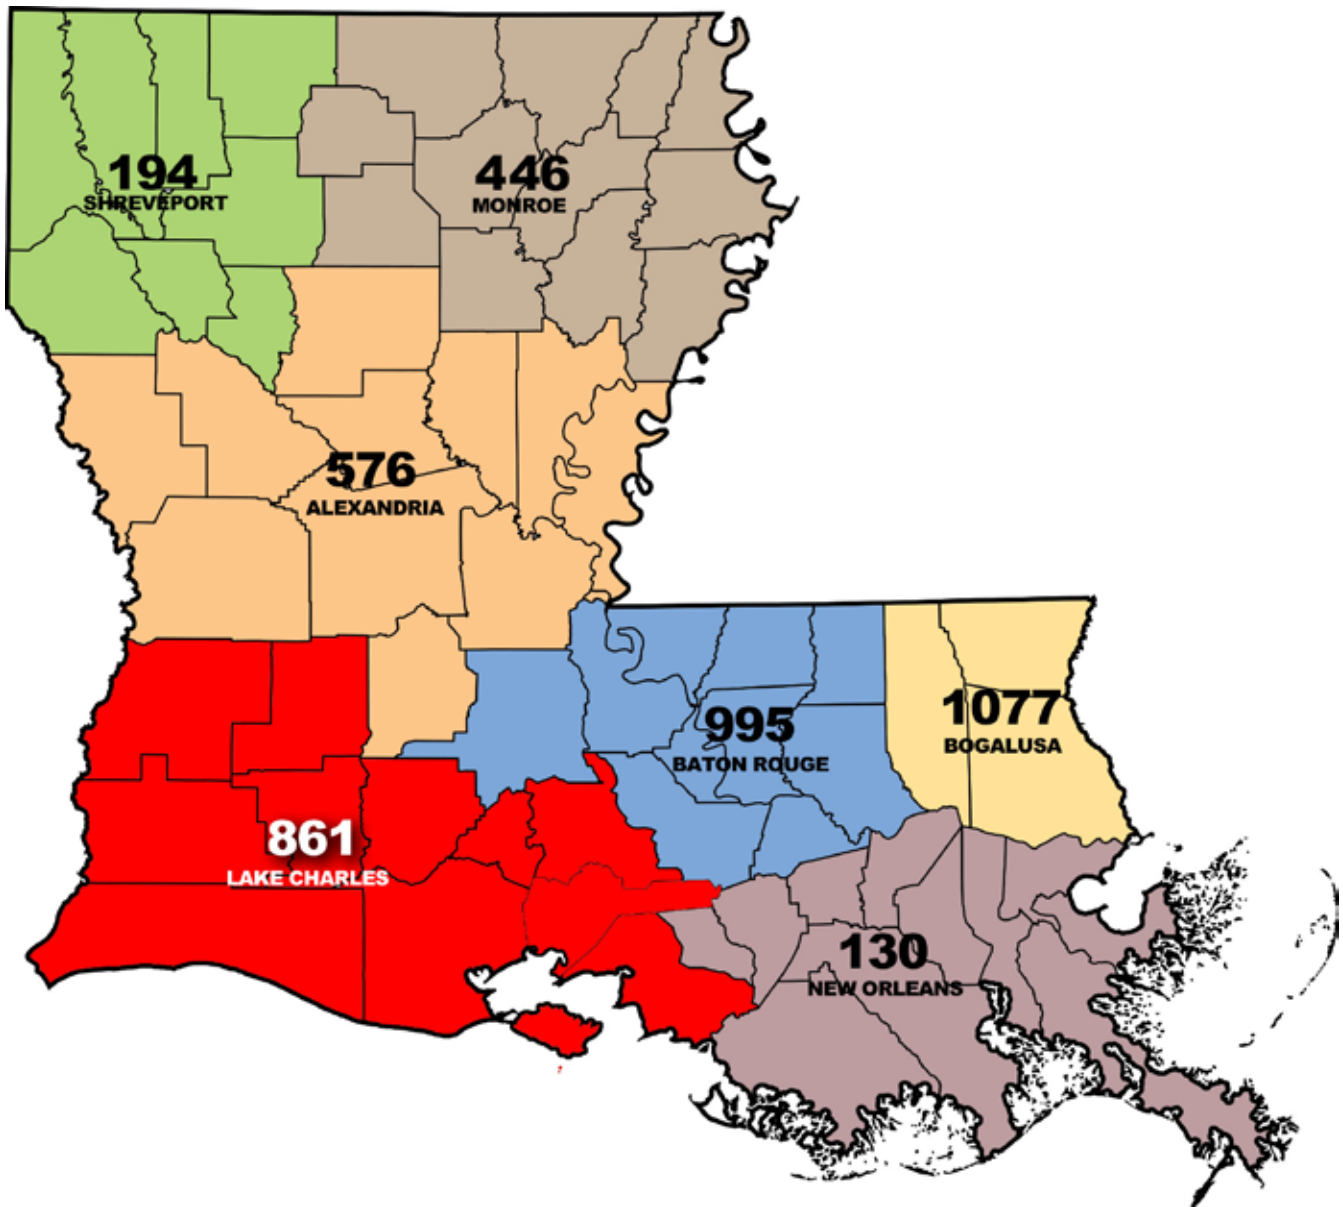 194
SHREVEPORT
446
MONROE
576
ALEXANDRIA
1077
BOGALUSA
995
BATON ROUGE
861
LAKE CHARLES
130
NEW ORLEANS